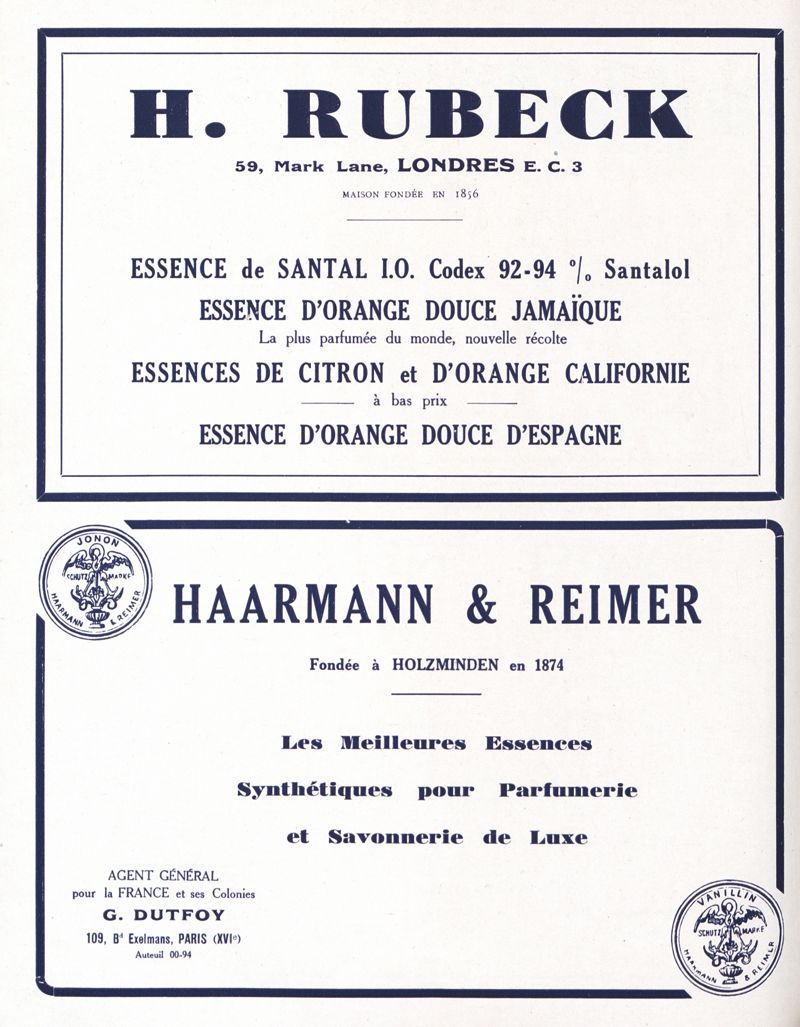 H. RUBECK
59, Mark Lane, LONDRES E. C. 3
MAISON FONDÉE EN 1856
ESSENCE de SANTAL I.O. Codex 92-94 % Santalol
ESSENCE D'ORANGE DOUCE JAMAÏQUE
La plus parfumée du monde, nouvelle récolte
ESSENCES DE CITRON et D'ORANGE CALIFORNIE
à bas prix
ESSENCE D'ORANGE DOUCE D'ESPAGNE
JONON
SCHUTZ MARKE
HAARMANN & REIMER
HAARMANN & REIMER
Fondée à HOLZMINDEN en 1874
Les Meilleures Essences
Synthétiques pour Parfumerie
et Savonnerie de Luxe
AGENT GÉNÉRAL
pour la FRANCE et ses Colonies
G. DUTFOY
109, Bd Exelmans, PARIS (XVIe)
Auteuil 00-94
VANILLIN
SCHUTZ MARKE
HAARMANN & REIMER